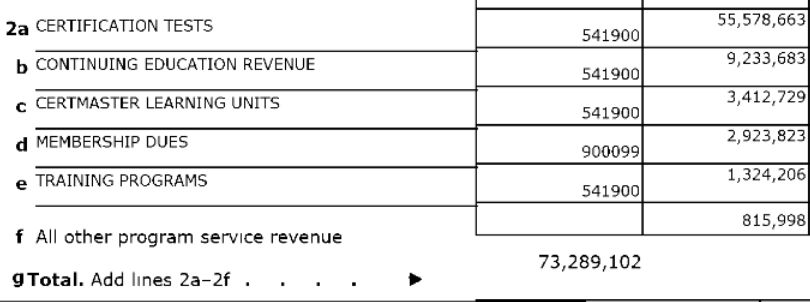 2a CERTIFICATION TESTS 541900 55,578,663
b CONTINUING EDUCATION REVENUE 541900 9,233,683
c CERTMASTER LEARNING UNITS 541900 3,412,729
d MEMBERSHIP DUES 900099 2,923,823
e TRAINING PROGRAMS 541900 1,324,206
f All other program service revenue 815,998
g Total. Add lines 2a–2f . . . . ▶ 73,289,102